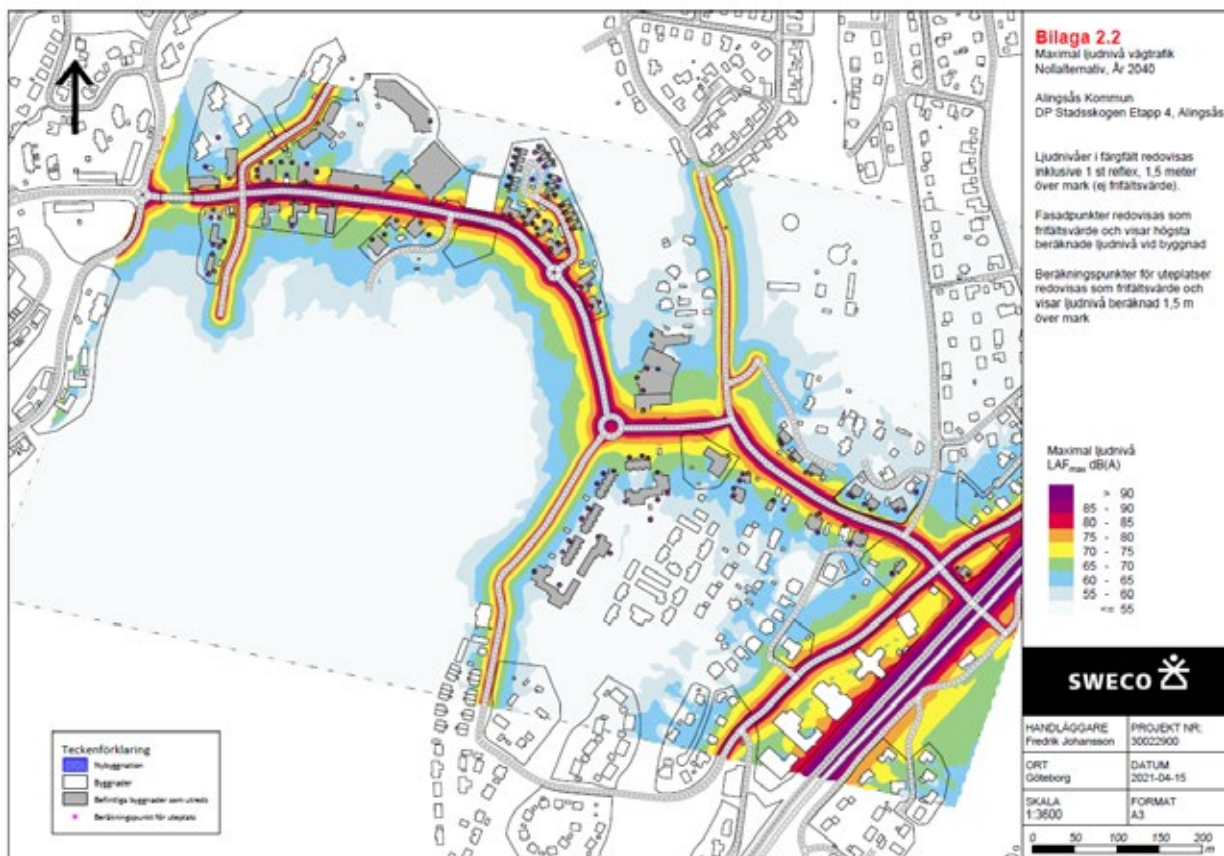 Bilaga 2.2
Maximal ljudnivå vägtrafik
Nollalternativ, År 2040
Alingsås Kommun
DP Stadsskogen Etapp 4, Alingsås
Ljudnivåer i färgfält redovisas
inklusive 1 st reflex, 1,5 meter
över mark (ej frifältsvärde).
Fasadpunkter redovisas som
frifältsvärde och visar högsta
beräknade ljudnivå vid byggnad
Beräkningspunkter för uteplatser
redovisas som frifältsvärde och
visar ljudnivå beräknad 1,5 m
över mark
Maximal ljudnivå
LAFmax dB(A)
> 90
85 - 90
80 - 85
75 - 80
70 - 75
65 - 70
60 - 65
55 - 60
<= 55
SWECO
HANDLÄGGARE
Fredrik Johansson
PROJEKT NR:
30022900
ORT
Göteborg
DATUM
2021-04-15
SKALA
1:3600
FORMAT
A3
0 50 100 150 200
m
Teckenförklaring
Nybyggnation
Byggnader
Befintliga byggnader som utreds
Beräkningspunkt för uteplats